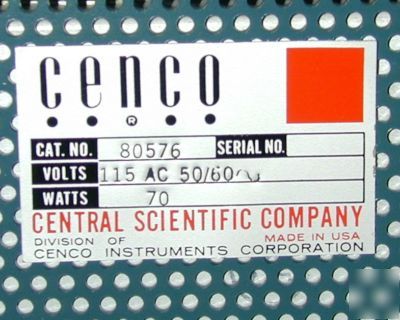 cenco
®
CAT. NO. 80576 SERIAL NO.
VOLTS 115 AC 50/60
WATTS 70
CENTRAL SCIENTIFIC COMPANY
DIVISION OF MADE IN USA
CENCO INSTRUMENTS CORPORATION